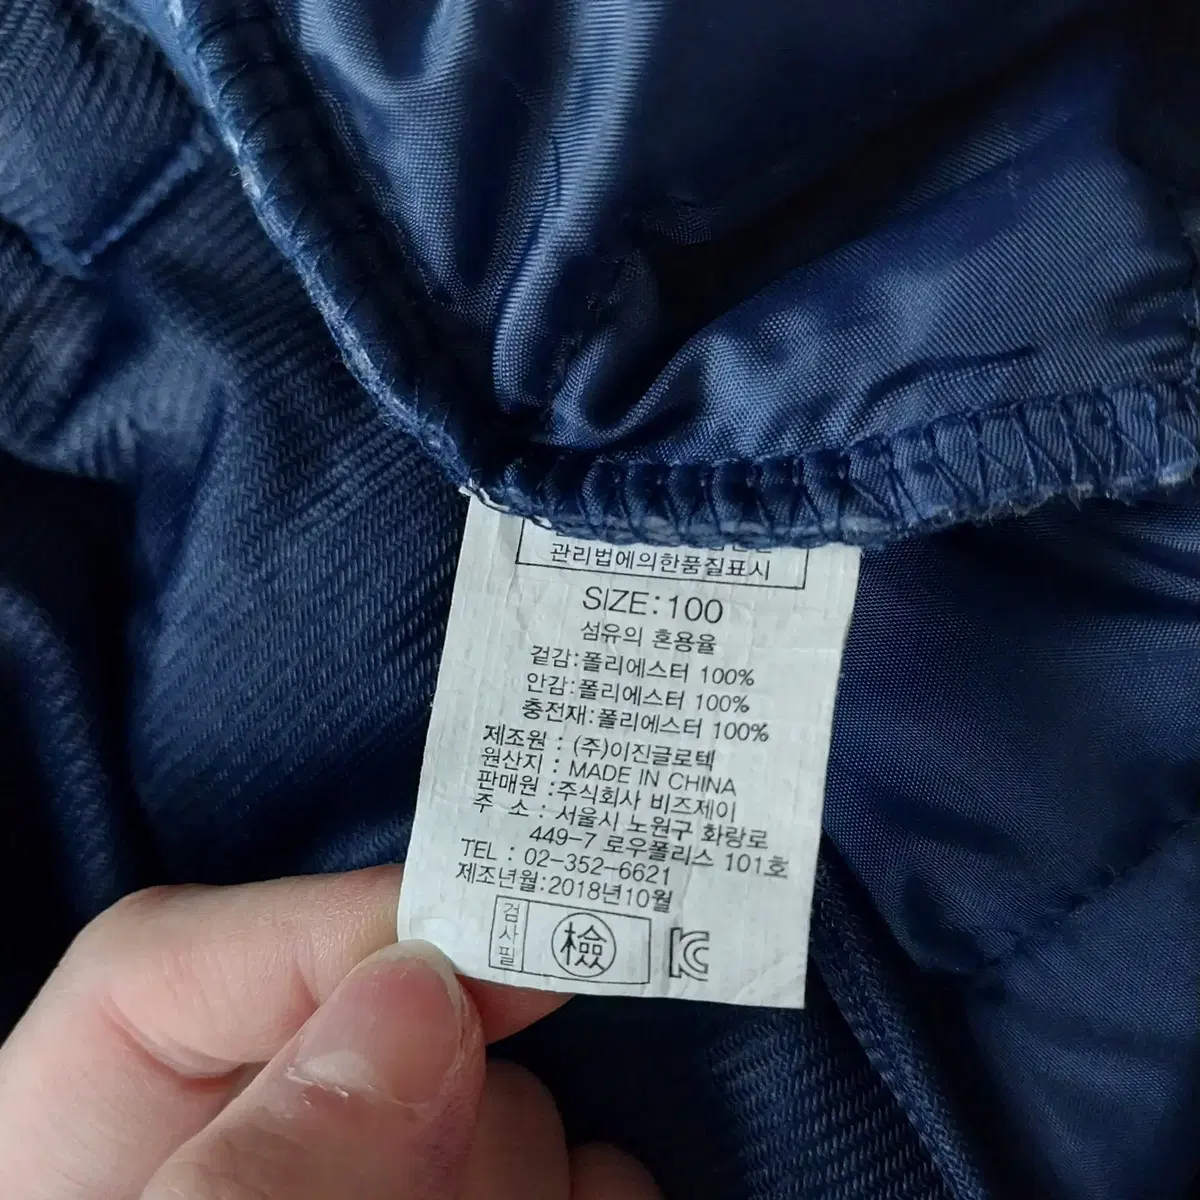 관리법에의한품질표시
SIZE:100
섬유의 혼용율
겉감:폴리에스터 100%
안감:폴리에스터 100%
충전재:폴리에스터 100%
제조원 : (주)이진글로텍
원산지 : MADE IN CHINA
판매원 :주식회사 비즈제이
주 소 : 서울시 노원구 화랑로
449-7 로우폴리스 101호
TEL : 02-352-6621
제조년월:2018년10월
검사필 檢
KC